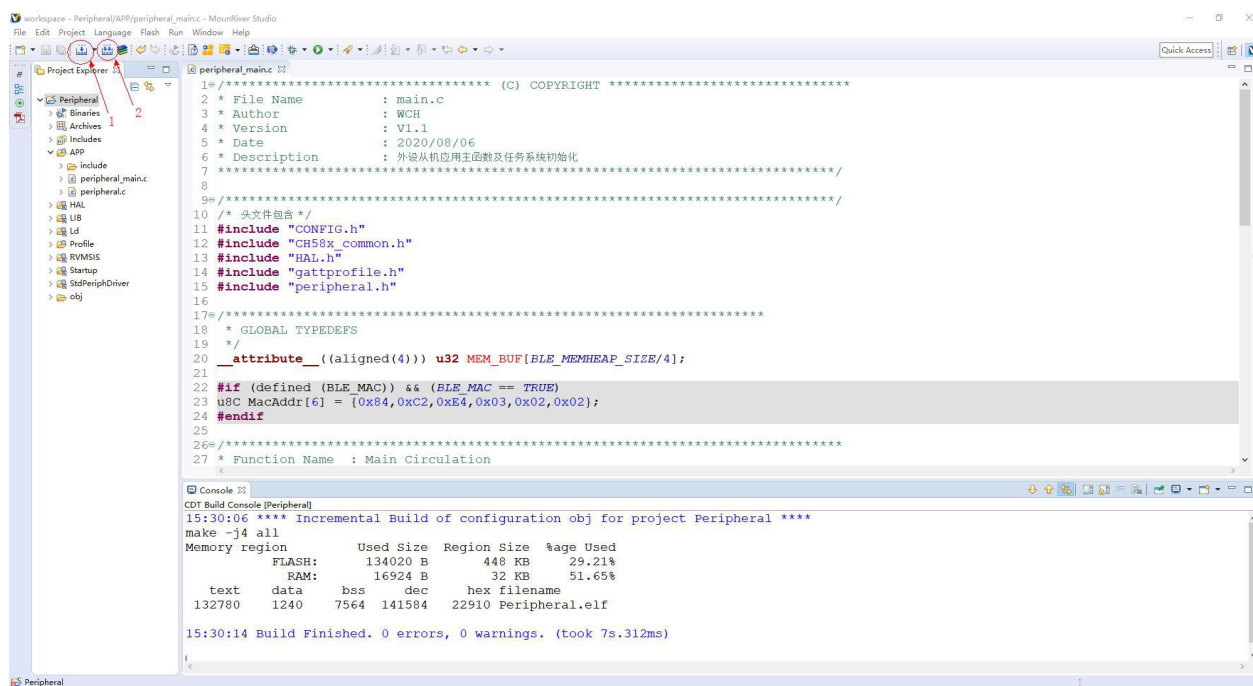 workspace - Peripheral/APP/peripheral_main.c - MounRiver Studio
File Edit Project Language Flash Run Window Help
Quick Access
Project Explorer
Peripheral
Binaries
Archives
Includes
APP
include
peripheral_main.c
peripheral.c
HAL
LIB
Ld
Profile
RVMSIS
Startup
StdPeriphDriver
obj
1
2
peripheral_main.c
1 /********************************** (C) COPYRIGHT *******************************
2 * File Name : main.c
3 * Author : WCH
4 * Version : V1.1
5 * Date : 2020/08/06
6 * Description : 外设从机应用主函数及任务系统初始化
7 *******************************************************************************/
8
9 /******************************************************************************/
10 /* 头文件包含 */
11 #include "CONFIG.h"
12 #include "CH58x_common.h"
13 #include "HAL.h"
14 #include "gattprofile.h"
15 #include "peripheral.h"
16
17 /*********************************************************************
18 * GLOBAL TYPEDEFS
19 */
20 __attribute__((aligned(4))) u32 MEM_BUF[BLE_MEMHEAP_SIZE/4];
21
22 #if (defined (BLE_MAC)) && (BLE_MAC == TRUE)
23 u8C MacAddr[6] = {0x84,0xC2,0xE4,0x03,0x02,0x02};
24 #endif
25
26 /*******************************************************************************
27 * Function Name : Main Circulation
Console
CDT Build Console [Peripheral]
15:30:06 **** Incremental Build of configuration obj for project Peripheral ****
make -j4 all
Memory region Used Size Region Size %age Used
FLASH: 134020 B 448 KB 29.21%
RAM: 16924 B 32 KB 51.65%
text data bss dec hex filename
132780 1240 7564 141584 22910 Peripheral.elf
15:30:14 Build Finished. 0 errors, 0 warnings. (took 7s.312ms)
Peripheral